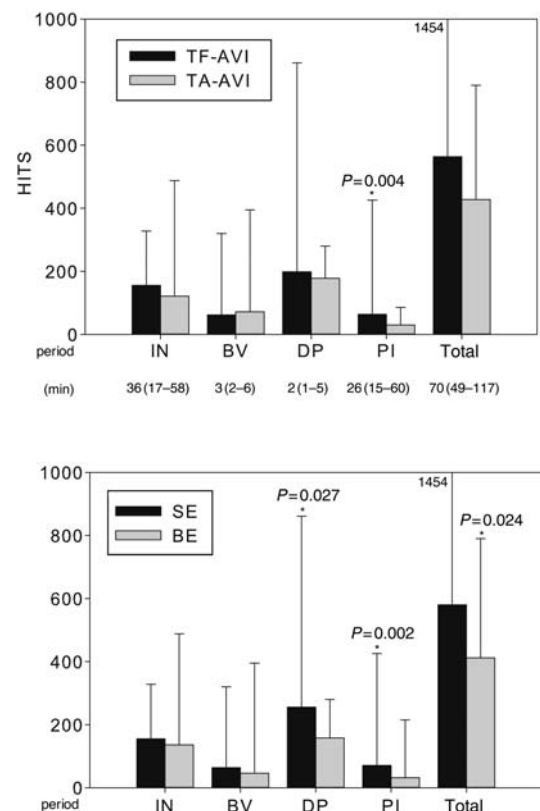 1454
1000
TF-AVI
TA-AVI
800
HITS
600
P=0.004
*
400
200
0
period IN BV DP PI Total
(min) 36 (17–58) 3 (2–6) 2 (1–5) 26 (15–60) 70 (49–117)
1000
1454
SE
P=0.027
BE
P=0.024
800
*
*
600
P=0.002
*
400
200
0
period IN BV DP PI Total